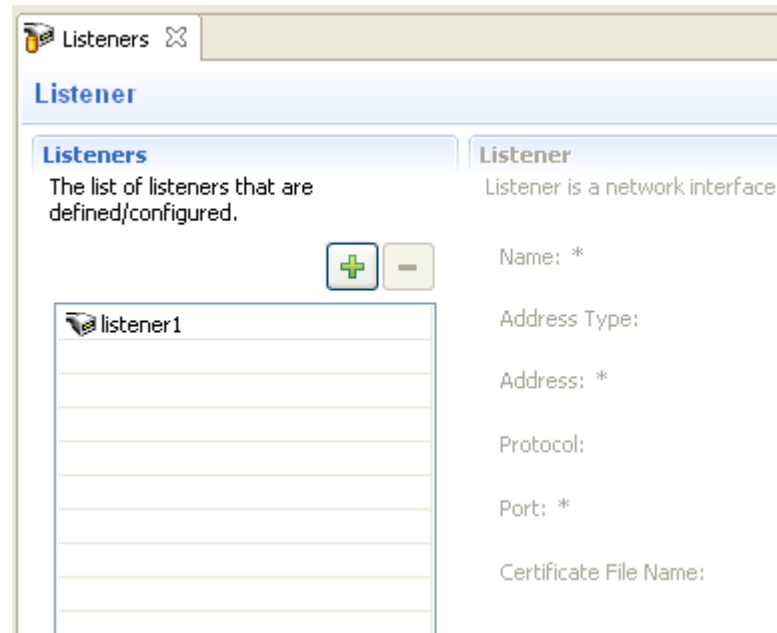 Listeners
Listener
Listeners
The list of listeners that are
defined/configured.
listener1
Listener
Listener is a network interface
Name: *
Address Type:
Address: *
Protocol:
Port: *
Certificate File Name: